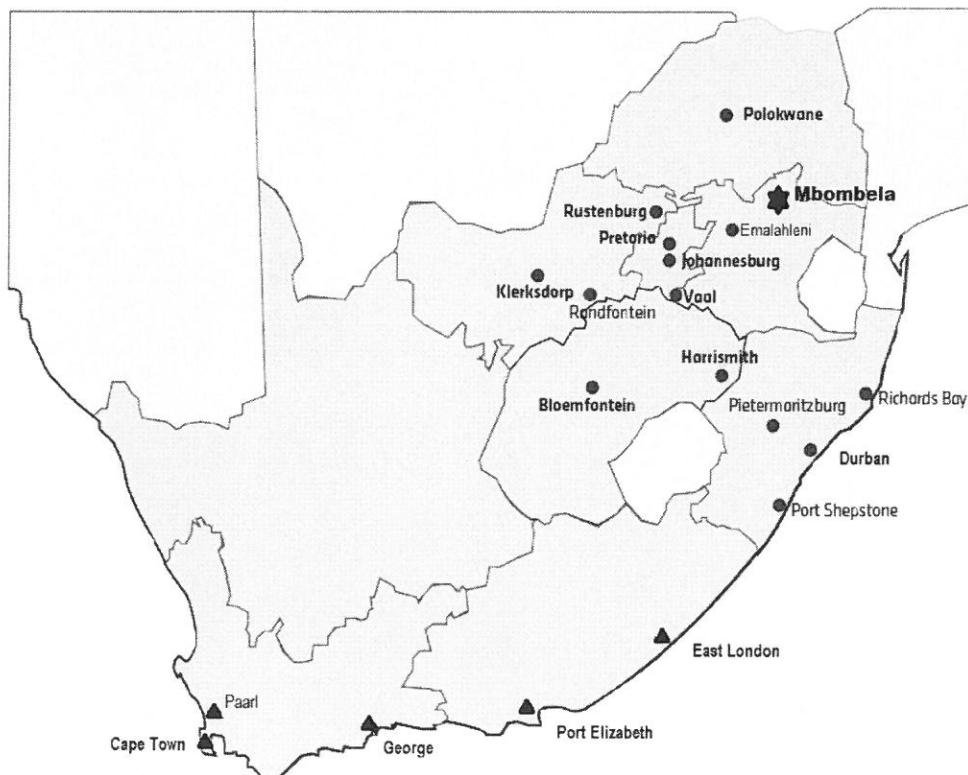 Polokwane
Mbombela
Rustenburg
Emalahleni
Pretoria
Johannesburg
Klerksdorp
Vaal
Randfontein
Harrismith
Bloemfontein
Richards Bay
Pietermaritzburg
Durban
Port Shepstone
East London
Paarl
Port Elizabeth
Cape Town
George